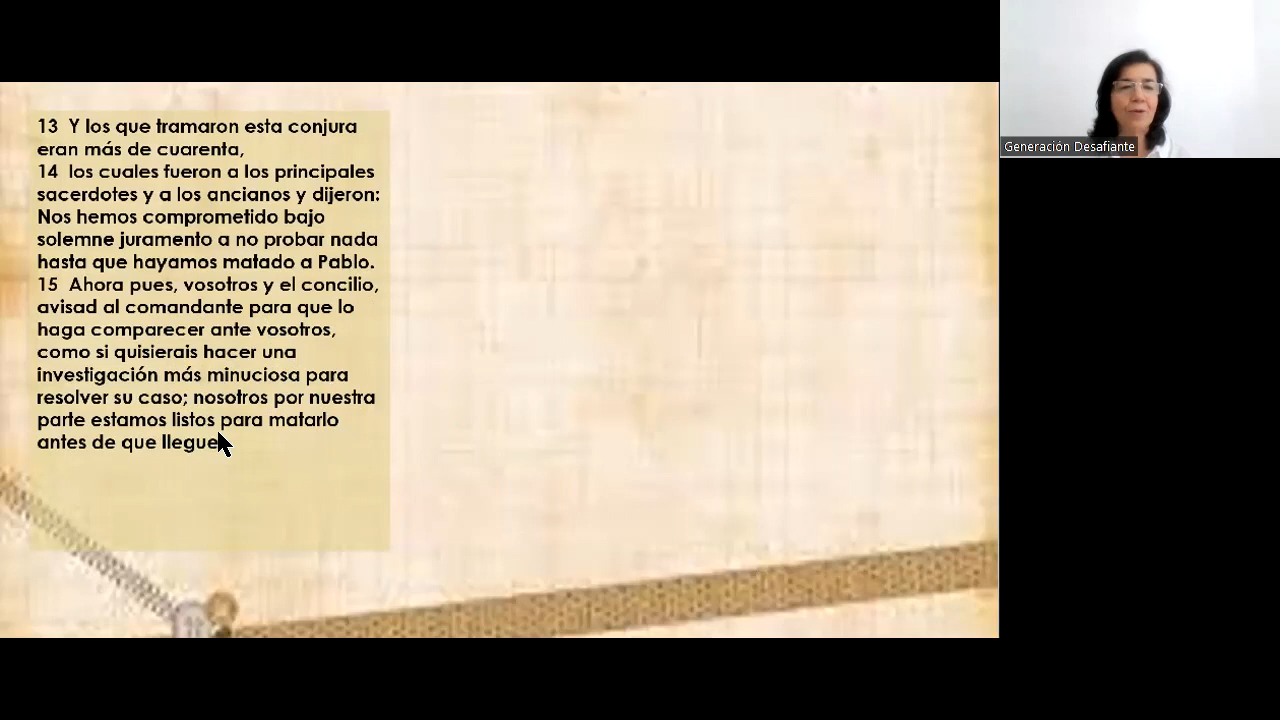 13 Y los que tramaron esta conjura
eran más de cuarenta,
14 los cuales fueron a los principales
sacerdotes y a los ancianos y dijeron:
Nos hemos comprometido bajo
solemne juramento a no probar nada
hasta que hayamos matado a Pablo.
15 Ahora pues, vosotros y el concilio,
avisad al comandante para que lo
haga comparecer ante vosotros,
como si quisierais hacer una
investigación más minuciosa para
resolver su caso; nosotros por nuestra
parte estamos listos para matarlo
antes de que llegue
Generación Desafiante